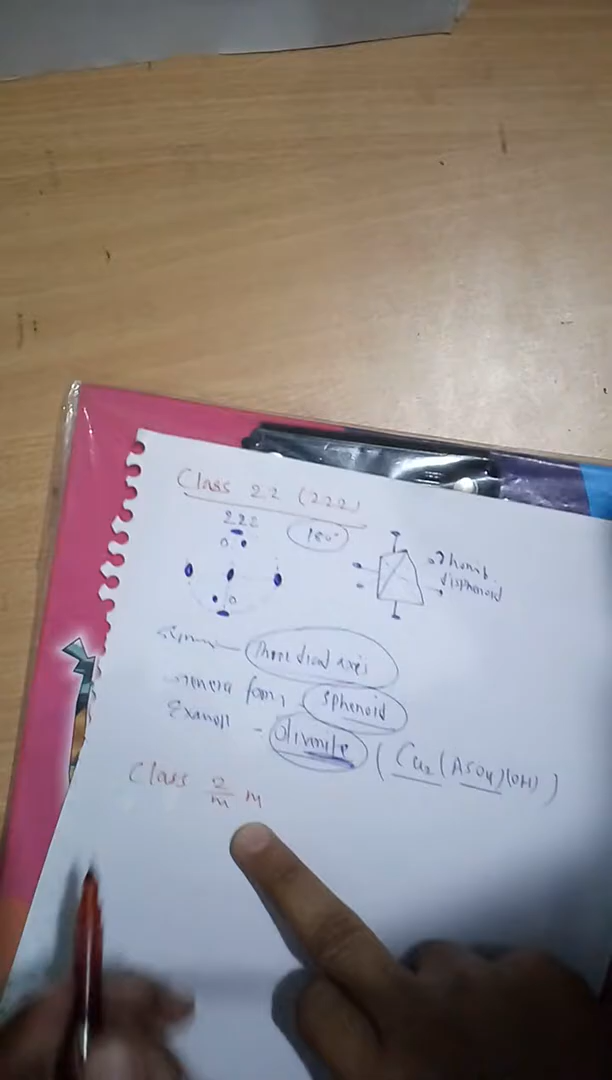 Class 22 (222)
222
180°
Rhomb.
disphenoid
Three diad axes
General form, Sphenoid
Examp - Olivenite (Cu2 (AsO4)(OH))
Class 2/m m